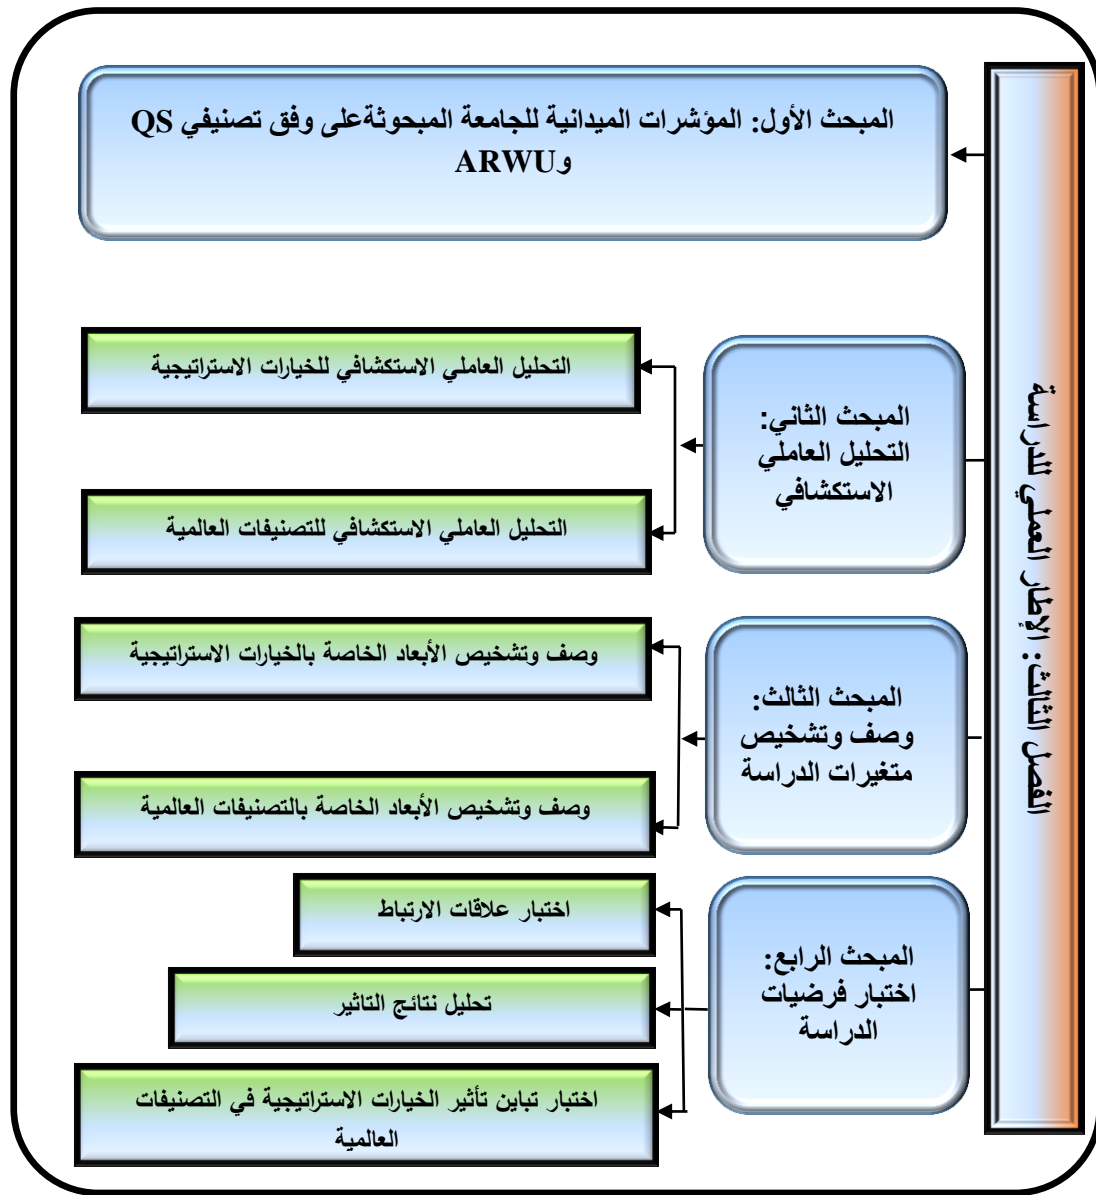 الفصل الثالث: الإطار العملي للدراسة
المبحث الأول: المؤشرات الميدانية للجامعة المبحوثةعلى وفق تصنيفي QS
وARWU
المبحث الثاني:
التحليل العاملي
الاستكشافي
التحليل العاملي الاستكشافي للخيارات الاستراتيجية
التحليل العاملي الاستكشافي للتصنيفات العالمية
المبحث الثالث:
وصف وتشخيص
متغيرات الدراسة
وصف وتشخيص الأبعاد الخاصة بالخيارات الاستراتيجية
وصف وتشخيص الأبعاد الخاصة بالتصنيفات العالمية
المبحث الرابع:
اختبار فرضيات
الدراسة
اختبار علاقات الارتباط
تحليل نتائج التاثير
اختبار تباين تأثير الخيارات الاستراتيجية في التصنيفات
العالمية